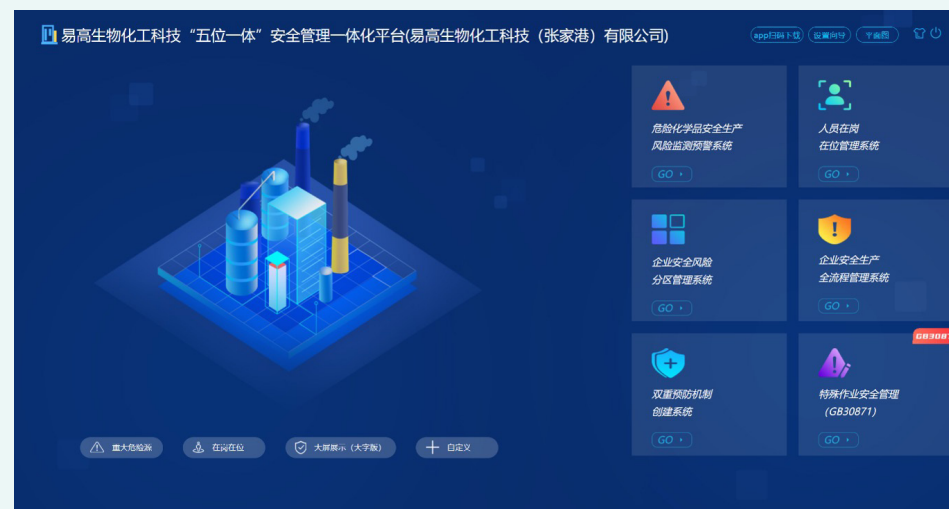 易高生物化工科技“五位一体”安全管理一体化平台(易高生物化工科技（张家港）有限公司)
app扫码下载
设置向导
平面图
危险化学品安全生产
风险监测预警系统
GO
人员在岗
在位管理系统
GO
企业安全风险
分区管理系统
GO
企业安全生产
全流程管理系统
GO
双重预防机制
创建系统
GO
GB3087
特殊作业安全管理
（GB30871）
GO
重大危险源
在岗在位
大屏展示（大字版）
自定义